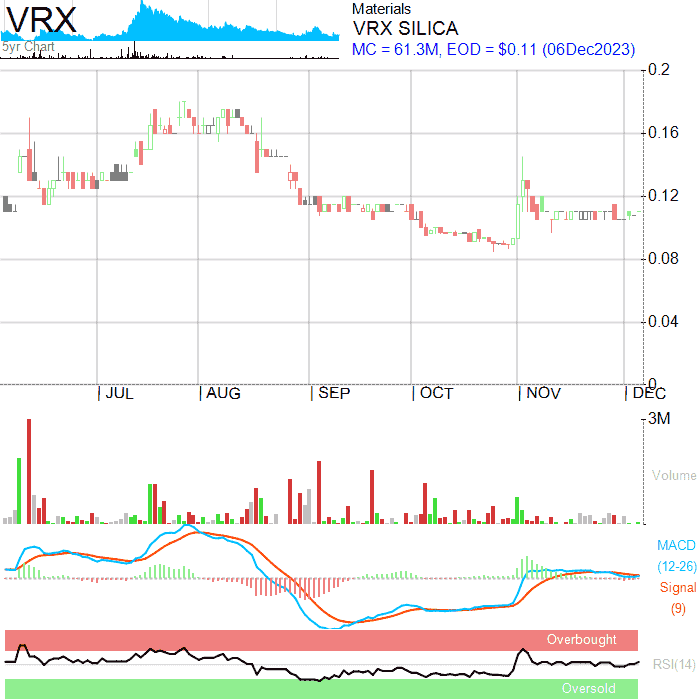 VRX
5yr Chart
Materials
VRX SILICA
MC = 61.3M, EOD = $0.11 (06Dec2023)
0.2
0.16
0.12
0.08
0.04
0
| JUL | AUG | SEP | OCT | NOV | DEC
3M
Volume
MACD
(12-26)
Signal
(9)
Overbought
RSI(14)
Oversold